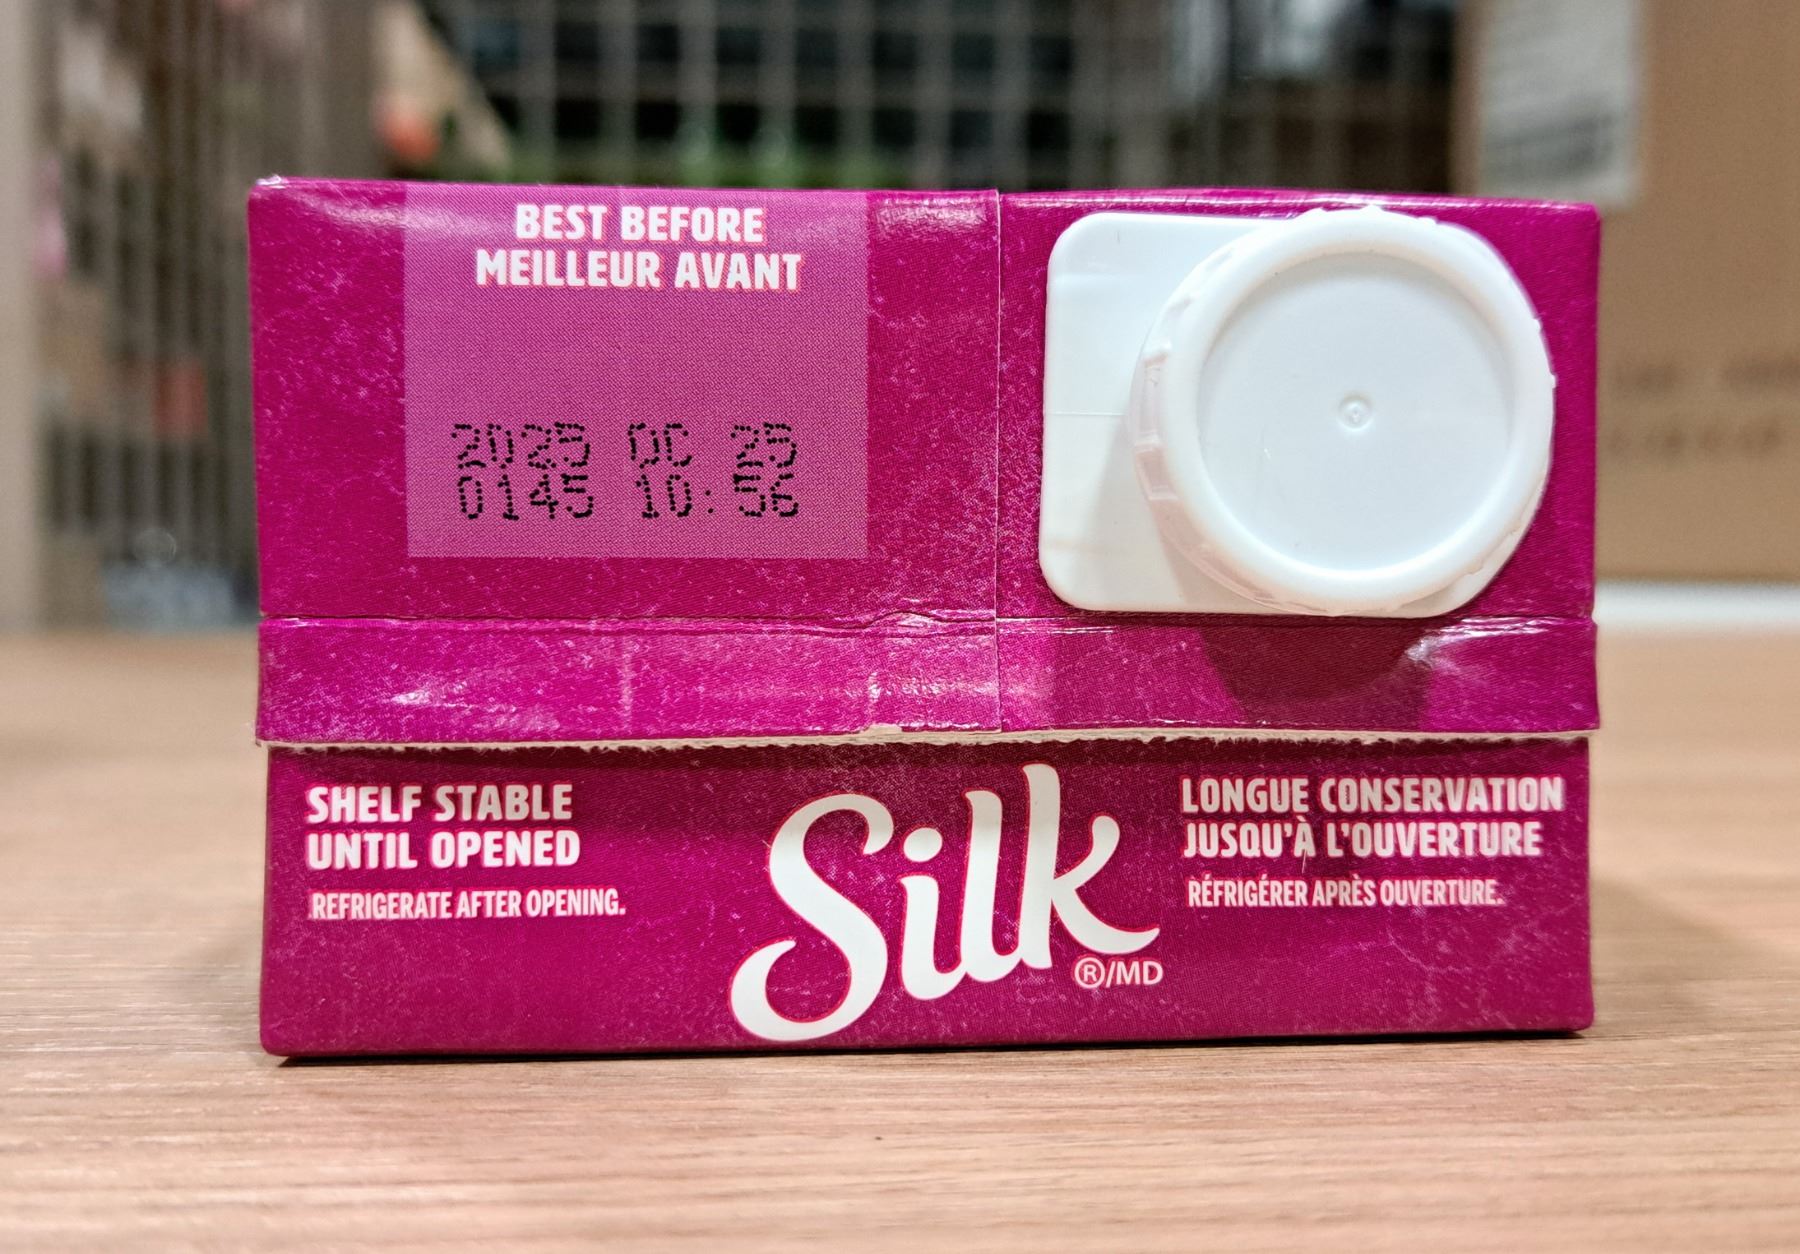 BEST BEFORE
MEILLEUR AVANT
2025 OC 25
0145 10:56
SHELF STABLE
UNTIL OPENED
REFRIGERATE AFTER OPENING.
Silk
®/MD
LONGUE CONSERVATION
JUSQU'À L'OUVERTURE
RÉFRIGÉRER APRÈS OUVERTURE.